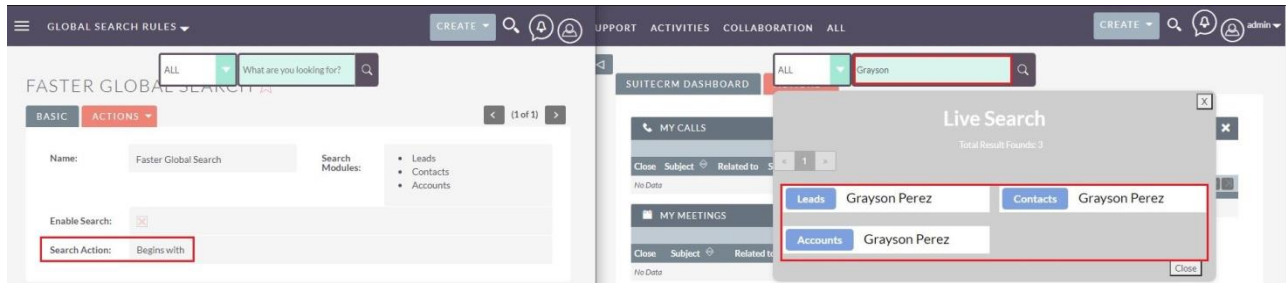 GLOBAL SEARCH RULES
CREATE
ALL
What are you looking for?
FASTER GLOBAL SEARCH
BASIC
ACTIONS
(1 of 1)
Name:
Faster Global Search
Search Modules:
Leads
Contacts
Accounts
Enable Search:
Search Action:
Begins with
UPPORT ACTIVITIES COLLABORATION ALL
CREATE
admin
ALL
Grayson
SUITECRM DASHBOARD
X
Live Search
Total Result Founds: 3
« 1 »
MY CALLS
Close Subject Related to S
No Data
Leads Grayson Perez
Contacts Grayson Perez
MY MEETINGS
Accounts Grayson Perez
Close Subject Related to
Close
No Data